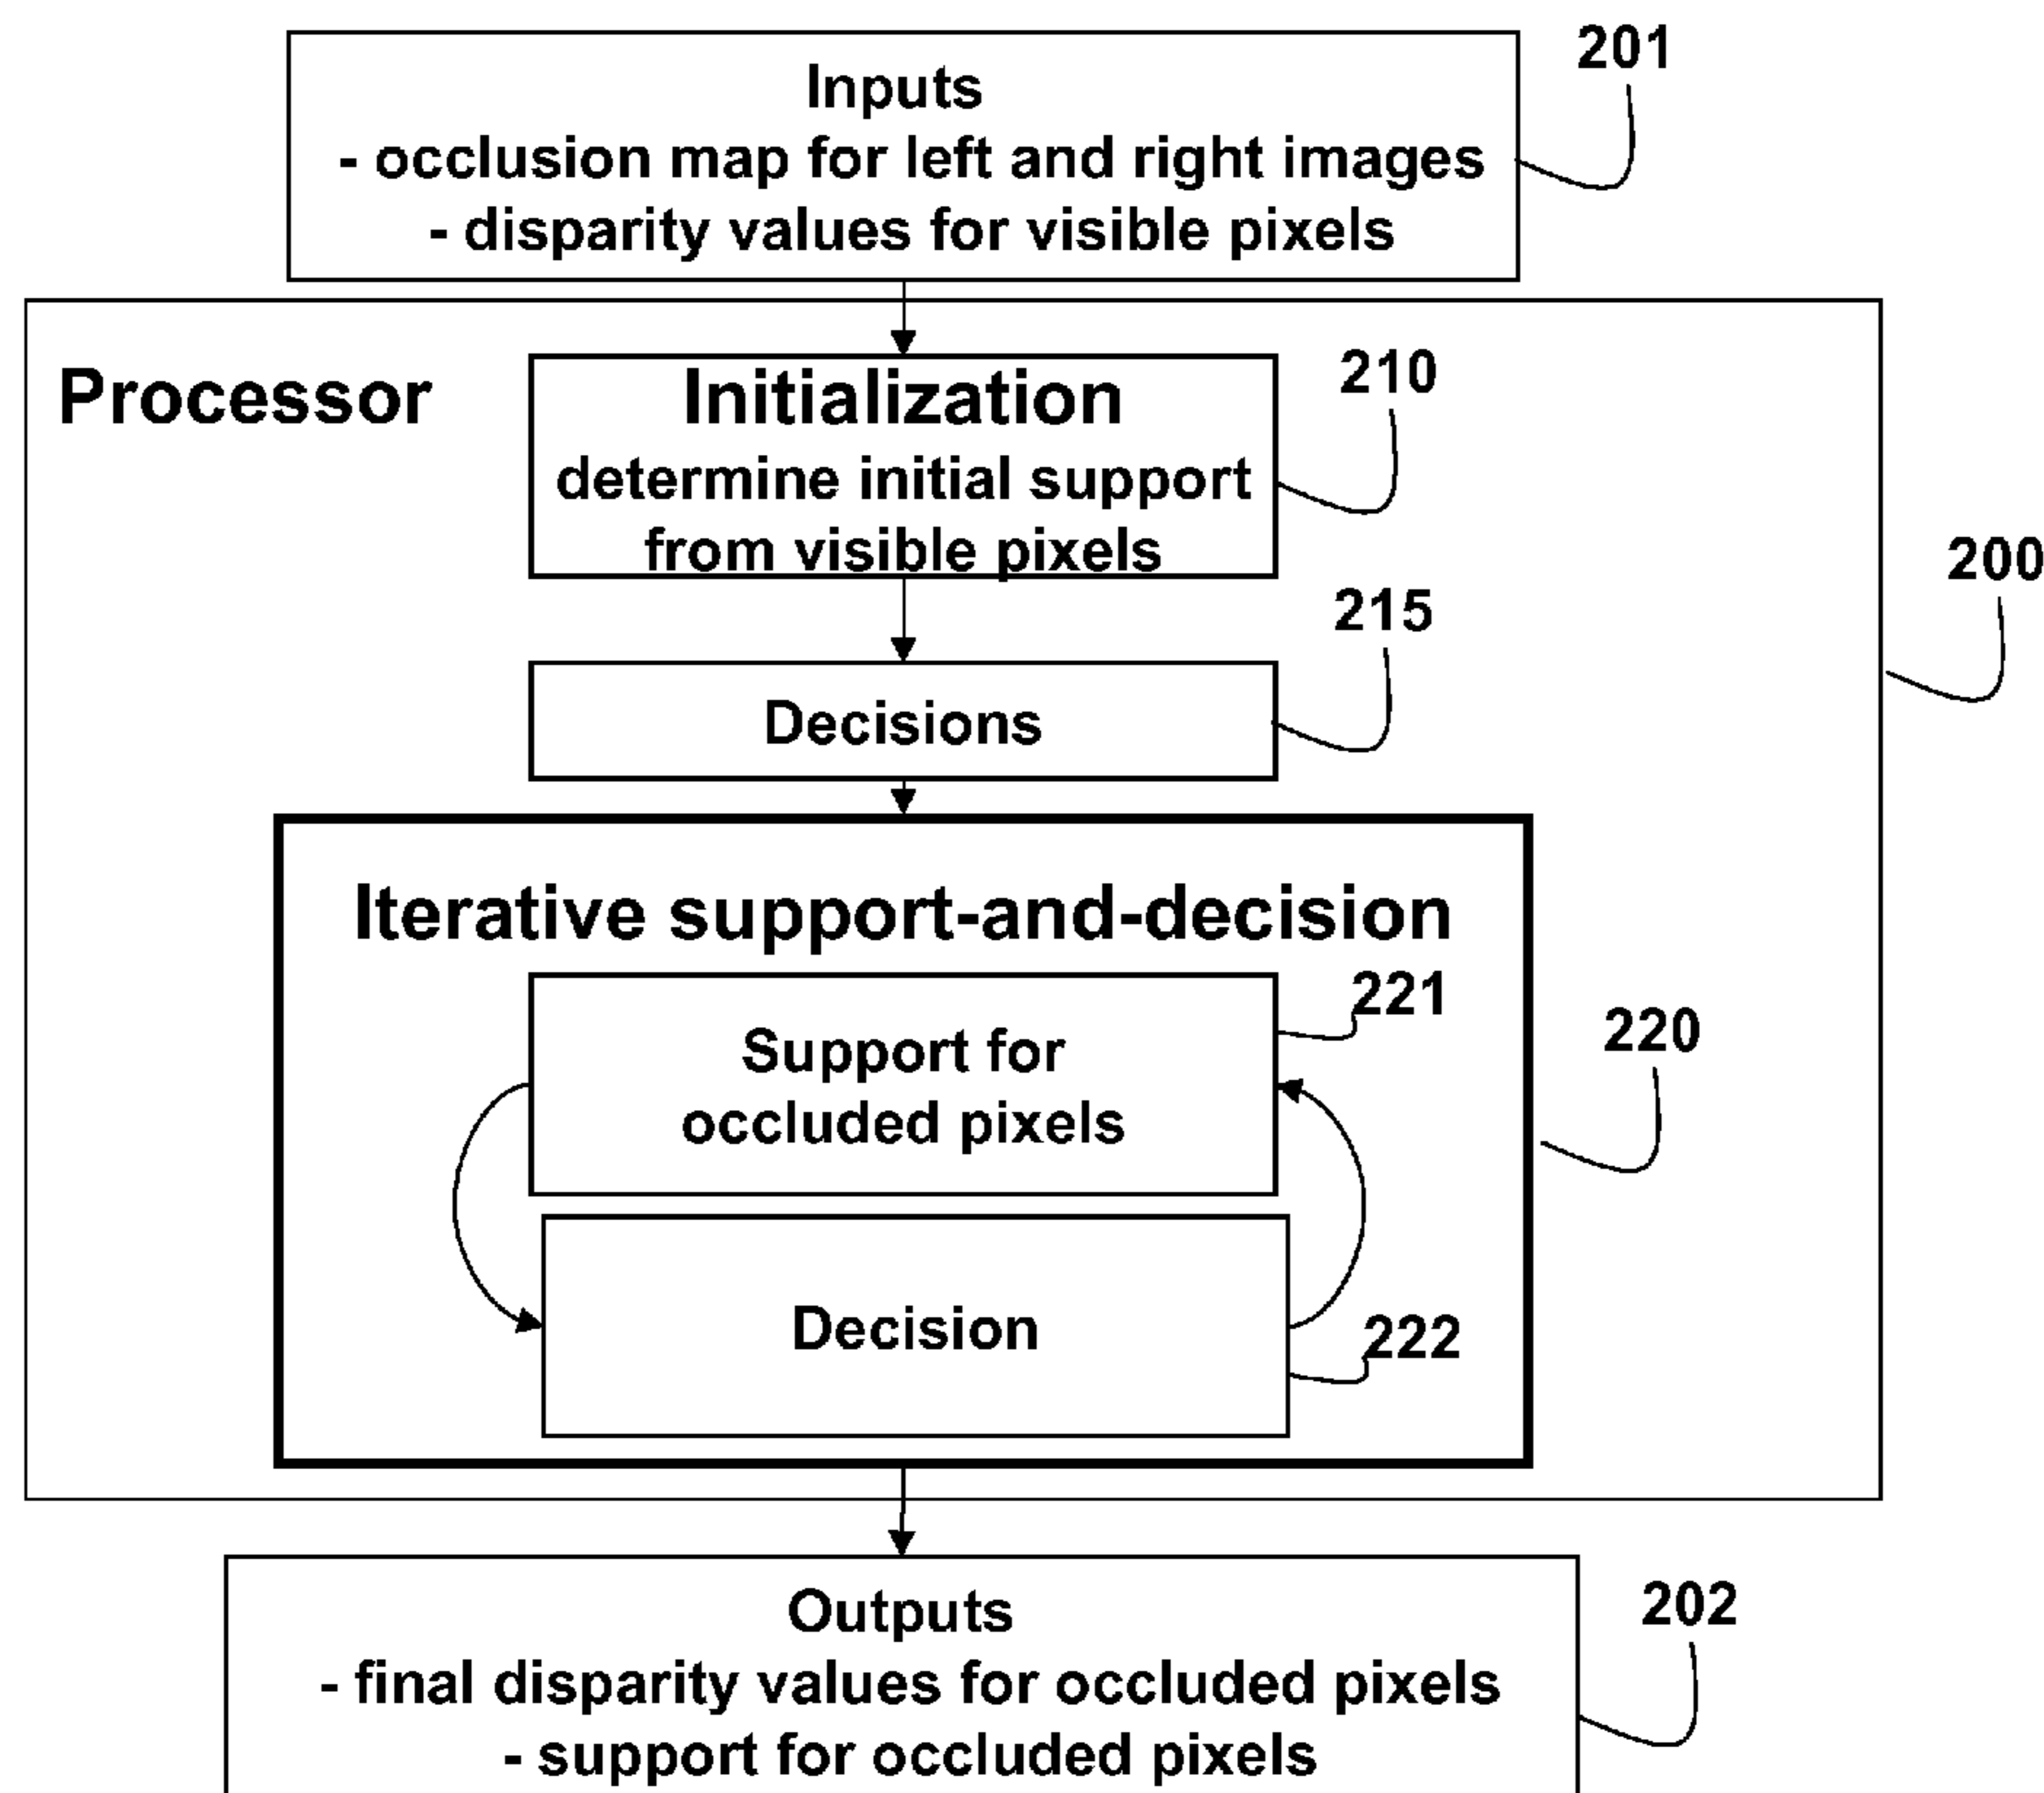 201
Inputs
- occlusion map for left and right images
- disparity values for visible pixels
Processor
Initialization
determine initial support
from visible pixels
210
200
215
Decisions
Iterative support-and-decision
221
Support for
occluded pixels
220
Decision
222
Outputs
- final disparity values for occluded pixels
- support for occluded pixels
202